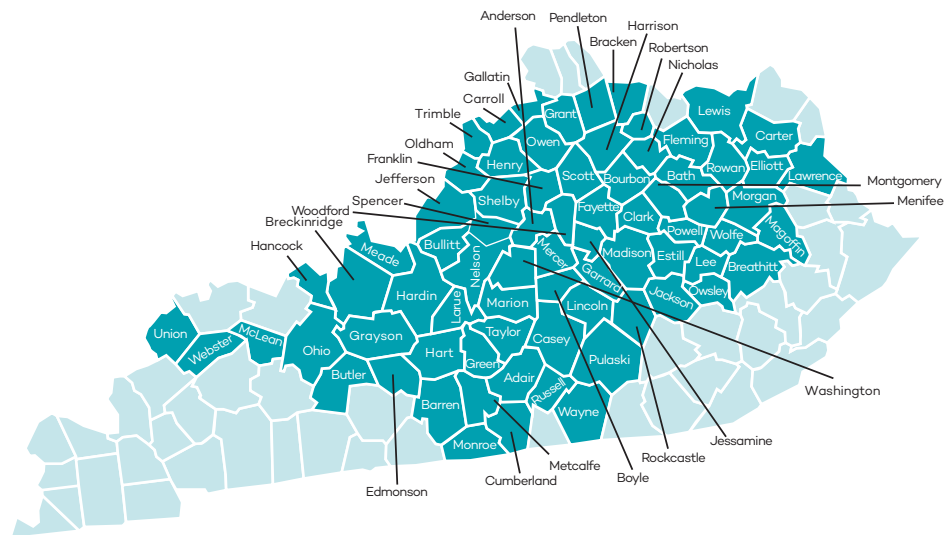 Anderson
Pendleton
Harrison
Bracken
Robertson
Nicholas
Gallatin
Carroll
Trimble
Oldham
Franklin
Jefferson
Spencer
Woodford
Breckinridge
Hancock
Grant
Owen
Henry
Shelby
Scott
Bourbon
Fayette
Clark
Lewis
Fleming
Carter
Rowan
Elliott
Bath
Lawrence
Morgan
Montgomery
Menifee
Magoffin
Powell
Wolfe
Madison
Estill
Lee
Breathitt
Owsley
Jackson
Garrard
Mercer
Meade
Bullitt
Nelson
Hardin
Larue
Marion
Lincoln
Union
Webster
McLean
Ohio
Grayson
Hart
Taylor
Green
Casey
Pulaski
Butler
Adair
Russell
Barren
Wayne
Monroe
Washington
Jessamine
Rockcastle
Boyle
Metcalfe
Cumberland
Edmonson